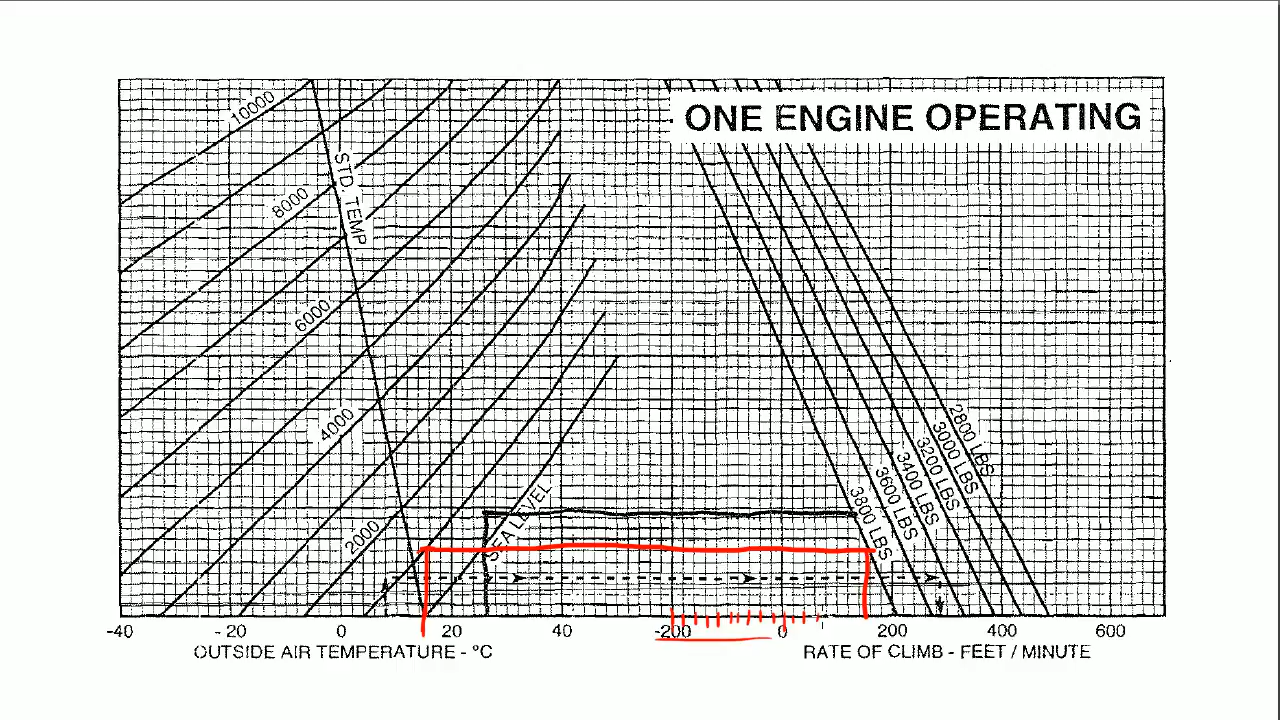 ONE ENGINE OPERATING
10000
STD. TEMP
8000
6000
4000
2000
SEA LEVEL
2800 LBS
3000 LBS
3200 LBS
3400 LBS
3600 LBS
3800 LBS
-40 -20 0 20 40 -200 0 200 400 600
OUTSIDE AIR TEMPERATURE - °C RATE OF CLIMB - FEET / MINUTE